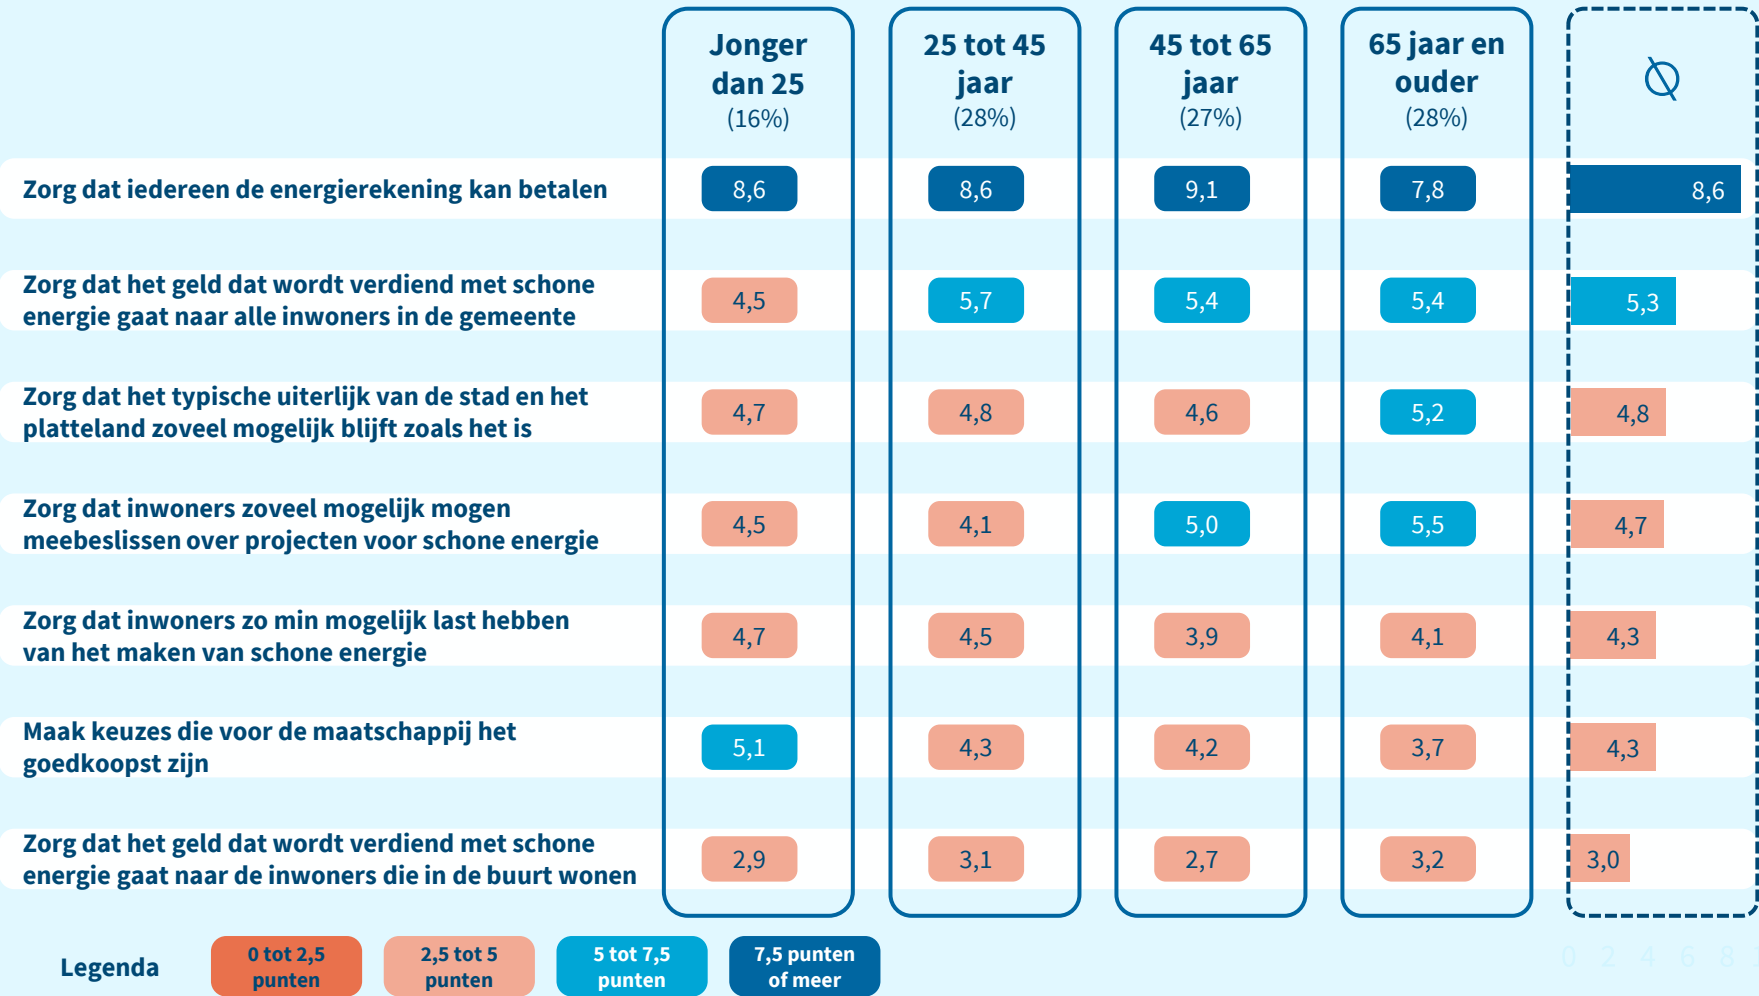 Jonger
dan 25
(16%)
25 tot 45
jaar
(28%)
45 tot 65
jaar
(27%)
65 jaar en
ouder
(28%)
Ø
Zorg dat iedereen de energierekening kan betalen
8,6
8,6
9,1
7,8
8,6
Zorg dat het geld dat wordt verdiend met schone
energie gaat naar alle inwoners in de gemeente
4,5
5,7
5,4
5,4
5,3
Zorg dat het typische uiterlijk van de stad en het
platteland zoveel mogelijk blijft zoals het is
4,7
4,8
4,6
5,2
4,8
Zorg dat inwoners zoveel mogelijk mogen
meebeslissen over projecten voor schone energie
4,5
4,1
5,0
5,5
4,7
Zorg dat inwoners zo min mogelijk last hebben
van het maken van schone energie
4,7
4,5
3,9
4,1
4,3
Maak keuzes die voor de maatschappij het
goedkoopst zijn
5,1
4,3
4,2
3,7
4,3
Zorg dat het geld dat wordt verdiend met schone
energie gaat naar de inwoners die in de buurt wonen
2,9
3,1
2,7
3,2
3,0
0 2 4 6 8
Legenda
0 tot 2,5
punten
2,5 tot 5
punten
5 tot 7,5
punten
7,5 punten
of meer